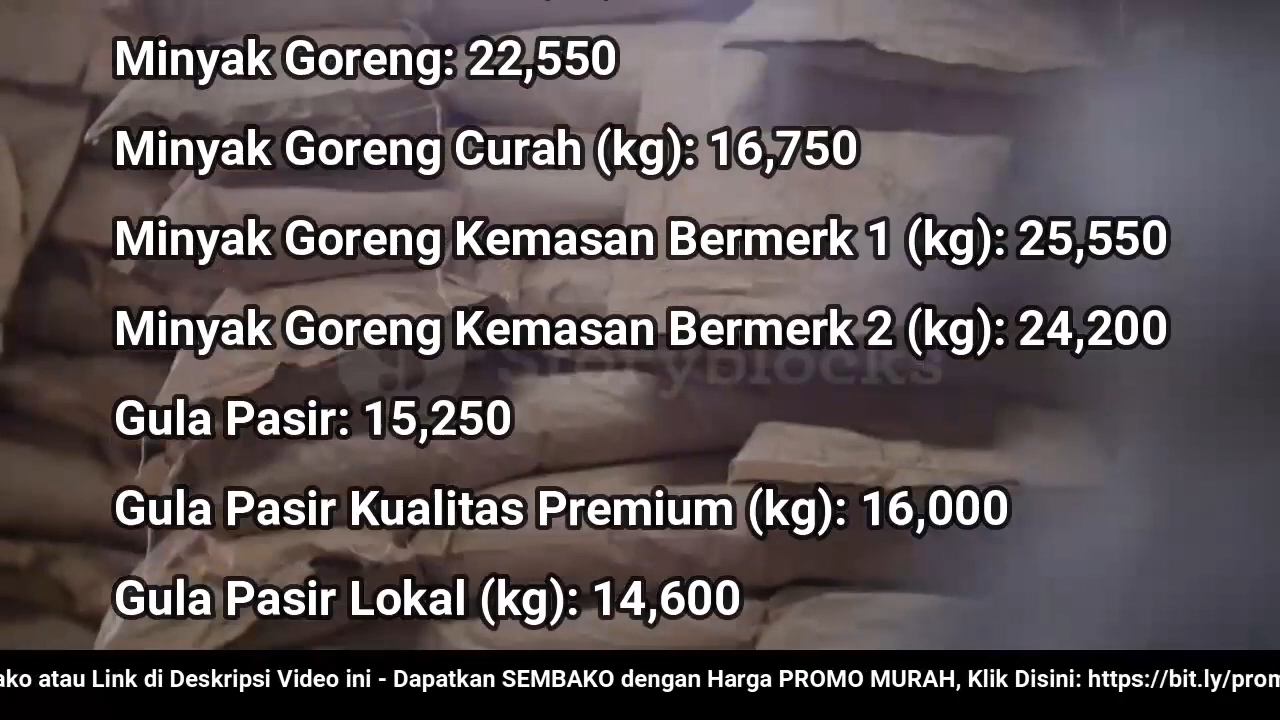 Minyak Goreng: 22,550
Minyak Goreng Curah (kg): 16,750
Minyak Goreng Kemasan Bermerk 1 (kg): 25,550
Minyak Goreng Kemasan Bermerk 2 (kg): 24,200
Storyblocks
Gula Pasir: 15,250
Gula Pasir Kualitas Premium (kg): 16,000
Gula Pasir Lokal (kg): 14,600
ako atau Link di Deskripsi Video ini - Dapatkan SEMBAKO dengan Harga PROMO MURAH, Klik Disini: https://bit.ly/prom